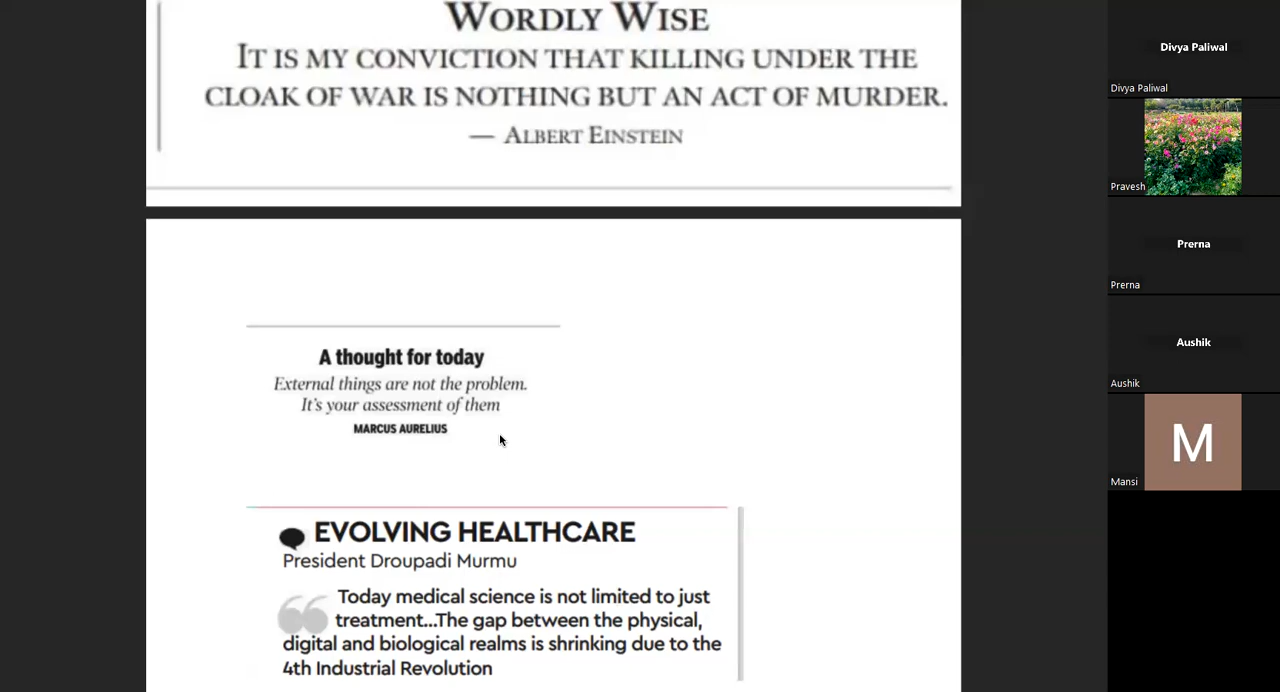 WORDLY WISE
IT IS MY CONVICTION THAT KILLING UNDER THE
CLOAK OF WAR IS NOTHING BUT AN ACT OF MURDER.
— ALBERT EINSTEIN
A thought for today
External things are not the problem.
It's your assessment of them
MARCUS AURELIUS
EVOLVING HEALTHCARE
President Droupadi Murmu
“Today medical science is not limited to just
treatment...The gap between the physical,
digital and biological realms is shrinking due to the
4th Industrial Revolution
Divya Paliwal
Divya Paliwal
Pravesh
Prerna
Prerna
Aushik
Aushik
M
Mansi